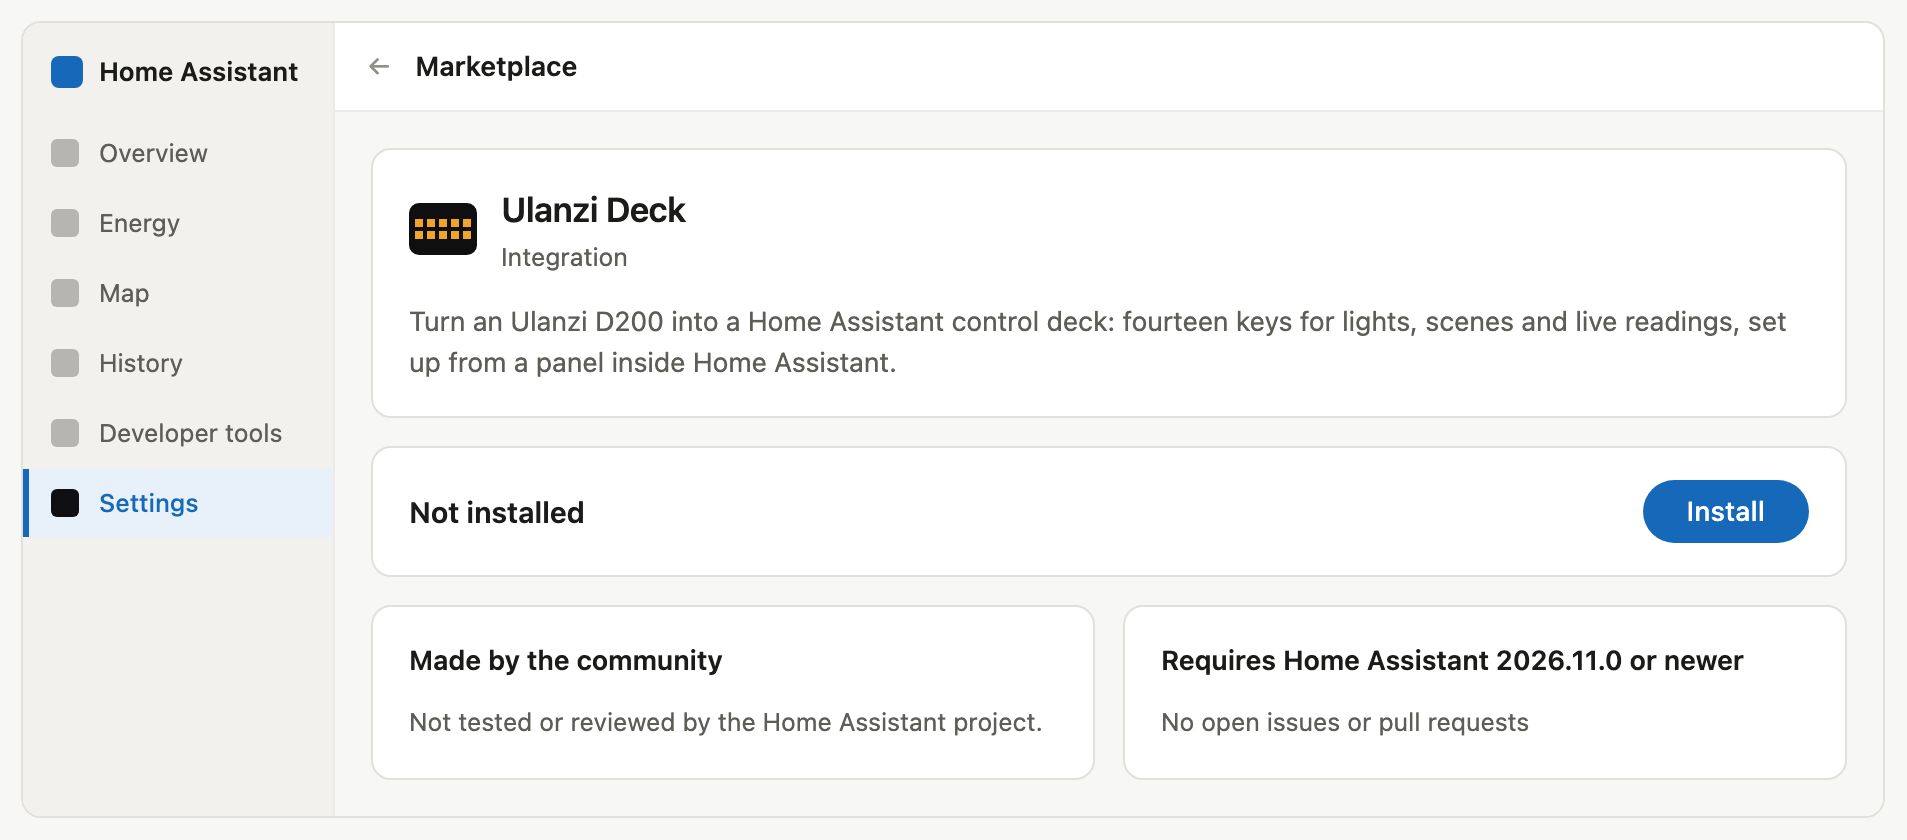 Home Assistant
Overview
Energy
Map
History
Developer tools
Settings
← Marketplace
Ulanzi Deck
Integration
Turn an Ulanzi D200 into a Home Assistant control deck: fourteen keys for lights, scenes and live readings, set
up from a panel inside Home Assistant.
Not installed
Install
Made by the community
Not tested or reviewed by the Home Assistant project.
Requires Home Assistant 2026.11.0 or newer
No open issues or pull requests